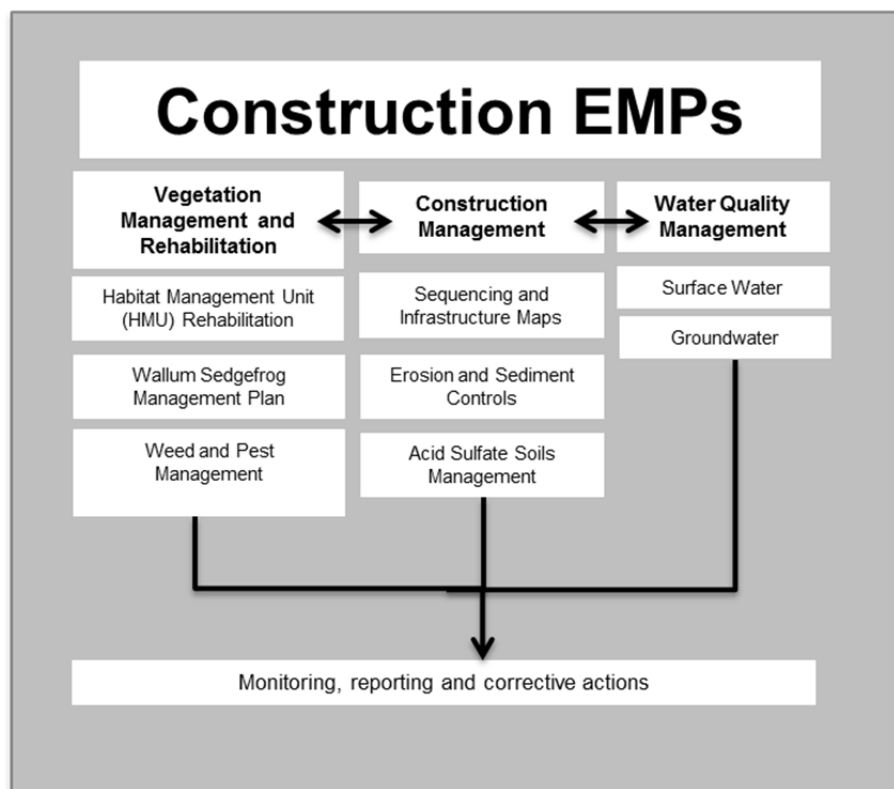 Construction EMPs
Vegetation
Management and
Rehabilitation
Habitat Management Unit
(HMU) Rehabilitation
Wallum Sedgefrog
Management Plan
Weed and Pest
Management
Construction
Management
Sequencing and
Infrastructure Maps
Erosion and Sediment
Controls
Acid Sulfate Soils
Management
Water Quality
Management
Surface Water
Groundwater
Monitoring, reporting and corrective actions